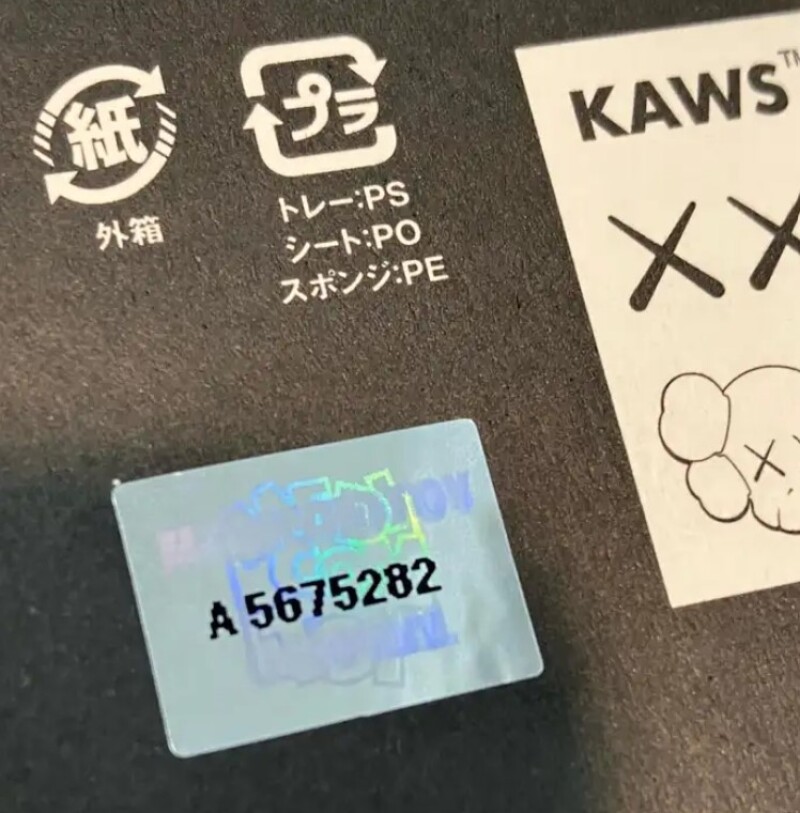 紙
外箱
プラ
トレー:PS
シート:PO
スポンジ:PE
KAWS™
A 5675282